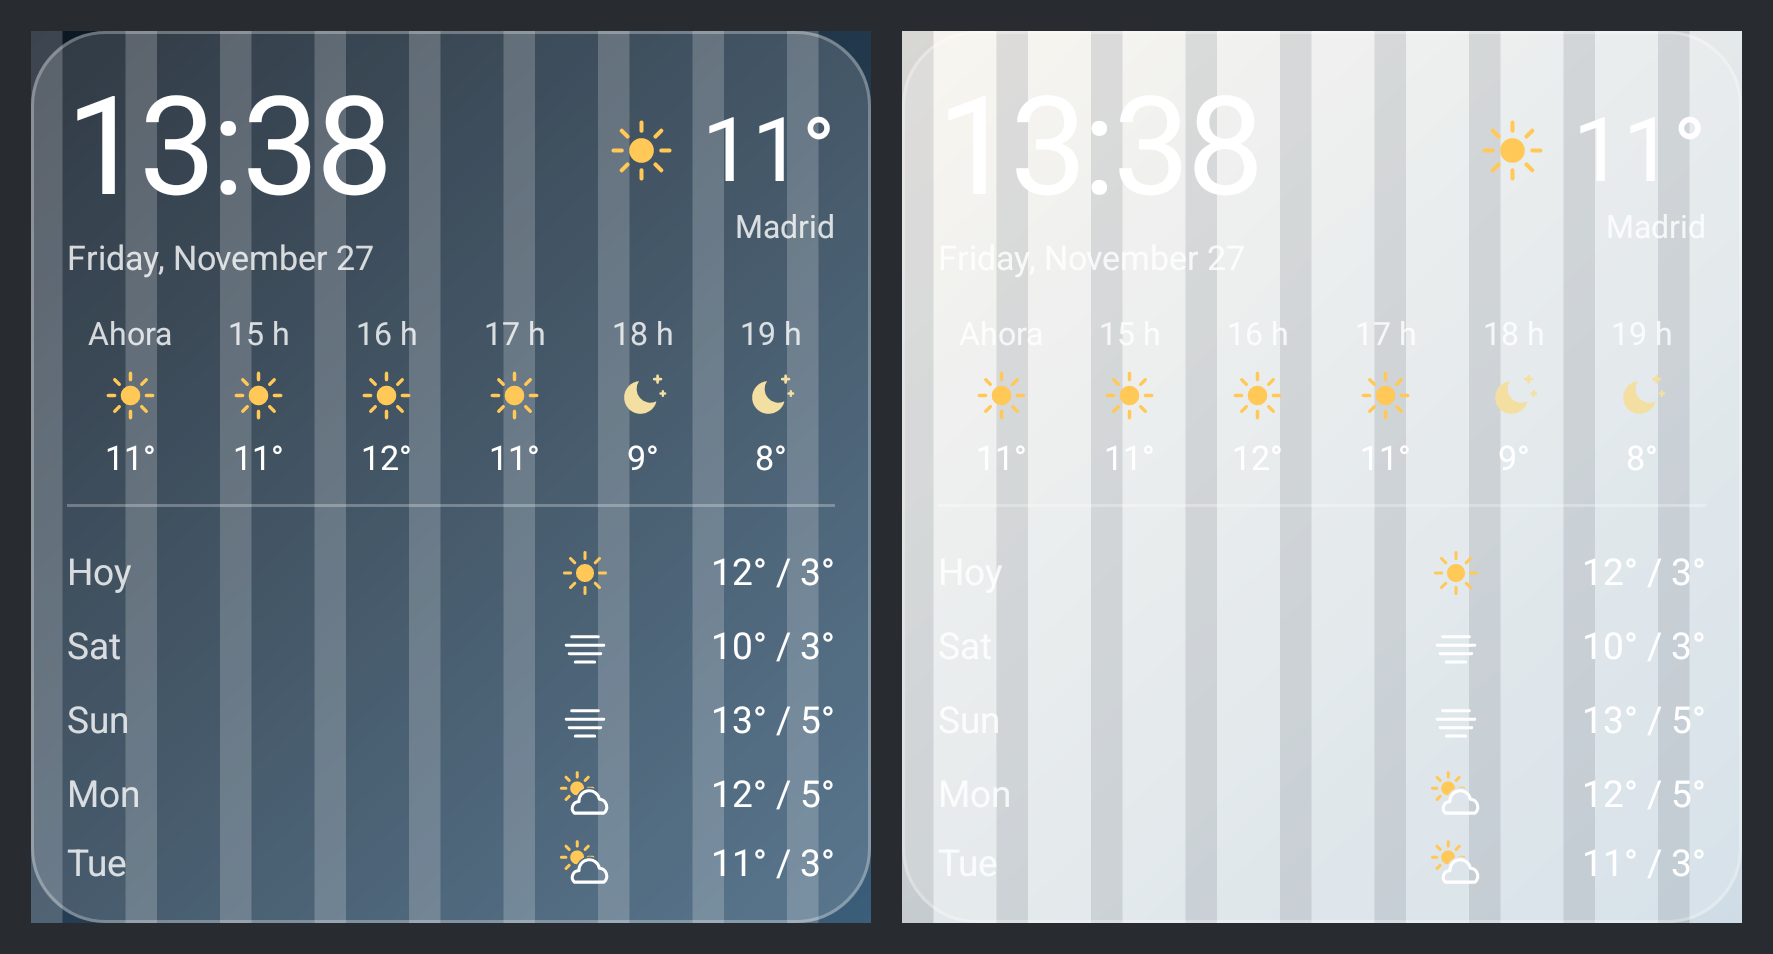 13:38
11°
Madrid
Friday, November 27
Ahora 15 h 16 h 17 h 18 h 19 h
11° 11° 12° 11° 9° 8°
Hoy 12° / 3°
Sat 10° / 3°
Sun 13° / 5°
Mon 12° / 5°
Tue 11° / 3°
13:38
11°
Madrid
Friday, November 27
Ahora 15 h 16 h 17 h 18 h 19 h
11° 11° 12° 11° 9° 8°
Hoy 12° / 3°
Sat 10° / 3°
Sun 13° / 5°
Mon 12° / 5°
Tue 11° / 3°